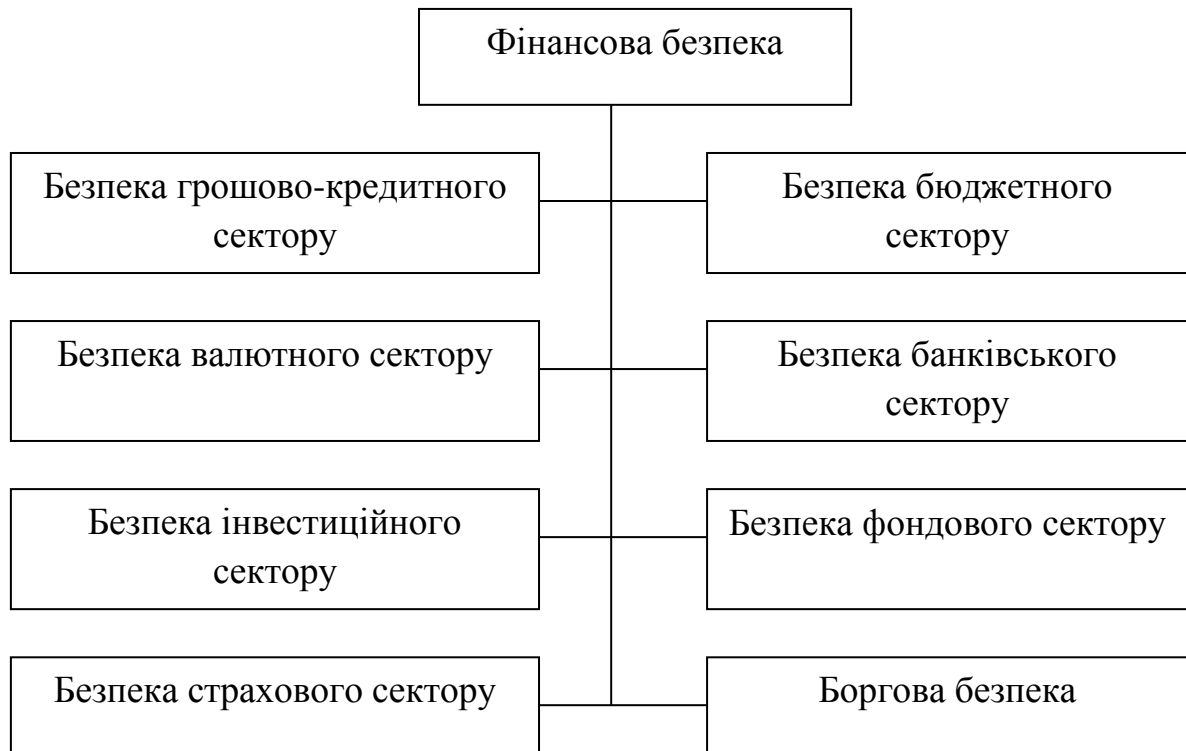 Фінансова безпека
Безпека грошово-кредитного
сектору
Безпека бюджетного
сектору
Безпека валютного сектору
Безпека банківського
сектору
Безпека інвестиційного
сектору
Безпека фондового сектору
Безпека страхового сектору
Боргова безпека